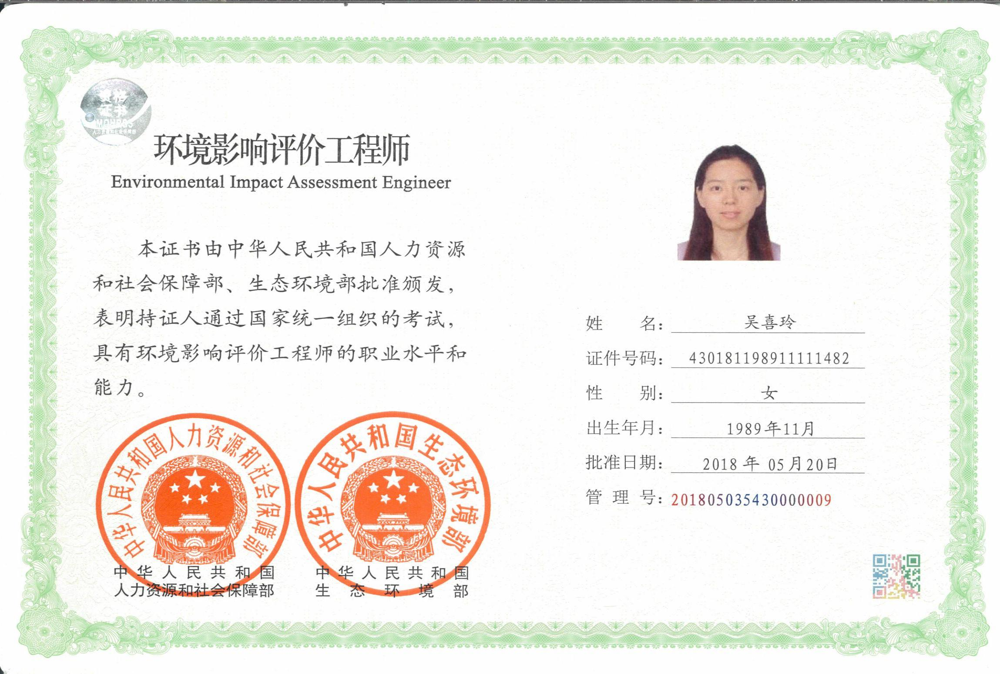 资格
证书
MOHRSS
人力资源和社会保障部
环境影响评价工程师
Environmental Impact Assessment Engineer
本证书由中华人民共和国人力资源
和社会保障部、生态环境部批准颁发，
表明持证人通过国家统一组织的考试，
具有环境影响评价工程师的职业水平和
能力。
中华人民共和国人力资源和社会保障部
中华人民共和国
人力资源和社会保障部
中华人民共和国生态环境部
中华人民共和国
生态环境部
姓名：吴喜玲
证件号码：430181198911111482
性别：女
出生年月：1989年11月
批准日期：2018年05月20日
管理号：201805035430000009